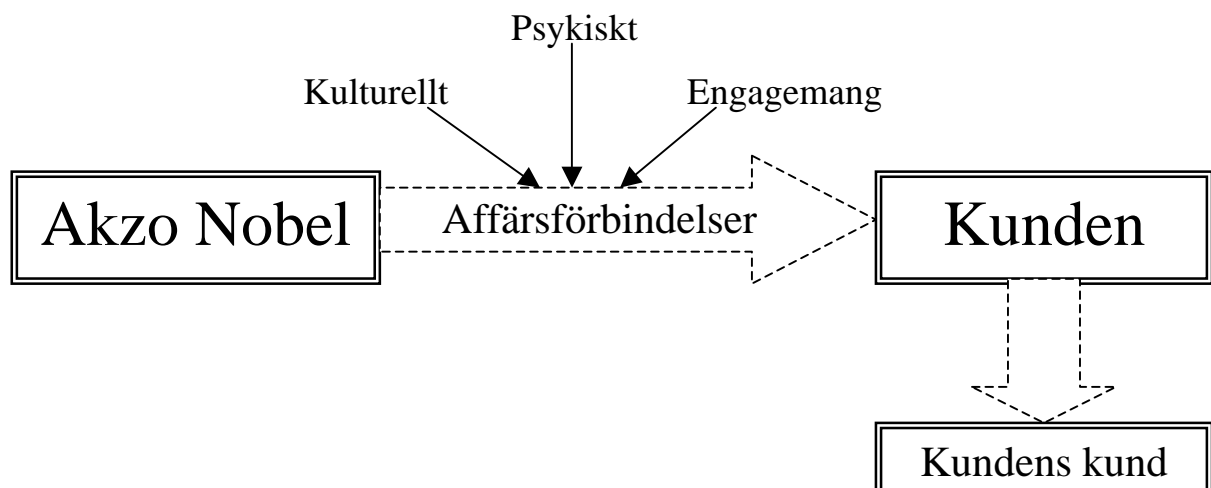 Psykiskt
Kulturellt
Engagemang
Akzo Nobel
Affärsförbindelser
Kunden
Kundens kund